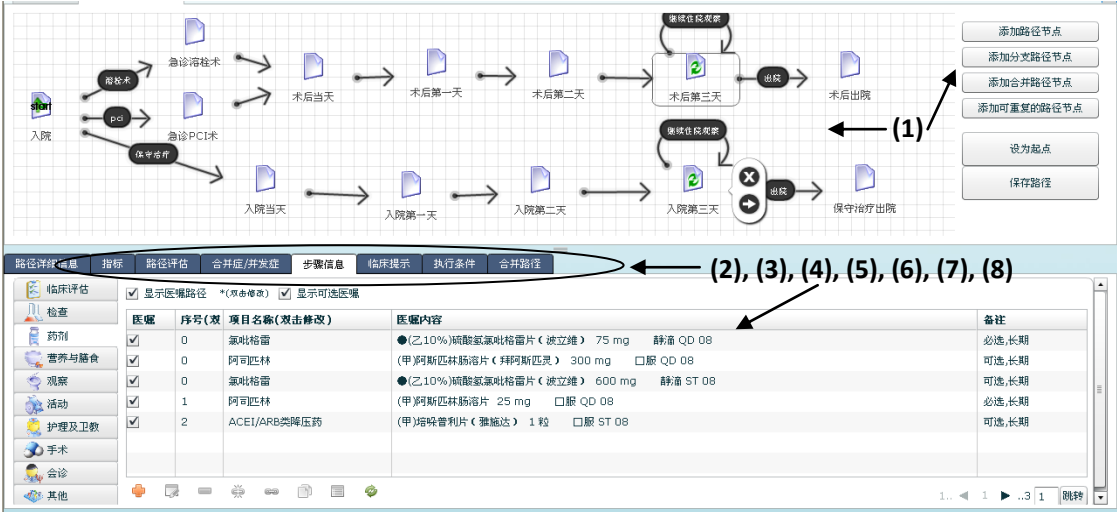 继续住院观察
添加路径节点
急诊溶栓术
添加分支路径节点
溶栓术
术后当天
术后第一天
术后第二天
术后第三天
出院
术后出院
添加合并路径节点
start
添加可重复的路径节点
入院
pci
急诊PCI术
继续住院观察
(1)
保守治疗
设为起点
入院当天
入院第一天
入院第二天
入院第三天
出院
保守治疗出院
保存路径
路径详细信息 指标 路径评估 合并症/并发症 步骤信息 临床提示 执行条件 合并路径
(2), (3), (4), (5), (6), (7), (8)
临床评估
检查
药剂
营养与膳食
观察
活动
护理及卫教
手术
会诊
其他
显示医嘱路径 *(双击修改) 显示可选医嘱
医嘱 序号(双 项目名称(双击修改) 医嘱内容 备注
0 氯吡格雷 ●(乙10%)硫酸氢氯吡格雷片(波立维) 75 mg 静滴 QD 08 必选,长期
0 阿司匹林 (甲)阿斯匹林肠溶片(拜阿斯匹灵) 300 mg 口服 QD 08 可选,长期
0 氯吡格雷 ●(乙10%)硫酸氢氯吡格雷片(波立维) 600 mg 静滴 ST 08 可选,长期
1 阿司匹林 (甲)阿斯匹林肠溶片 25 mg 口服 QD 08 必选,长期
2 ACEI/ARB类降压药 (甲)培哚普利片(雅施达) 1 粒 口服 ST 08 可选,长期
1.. 1 ..3 1 跳转